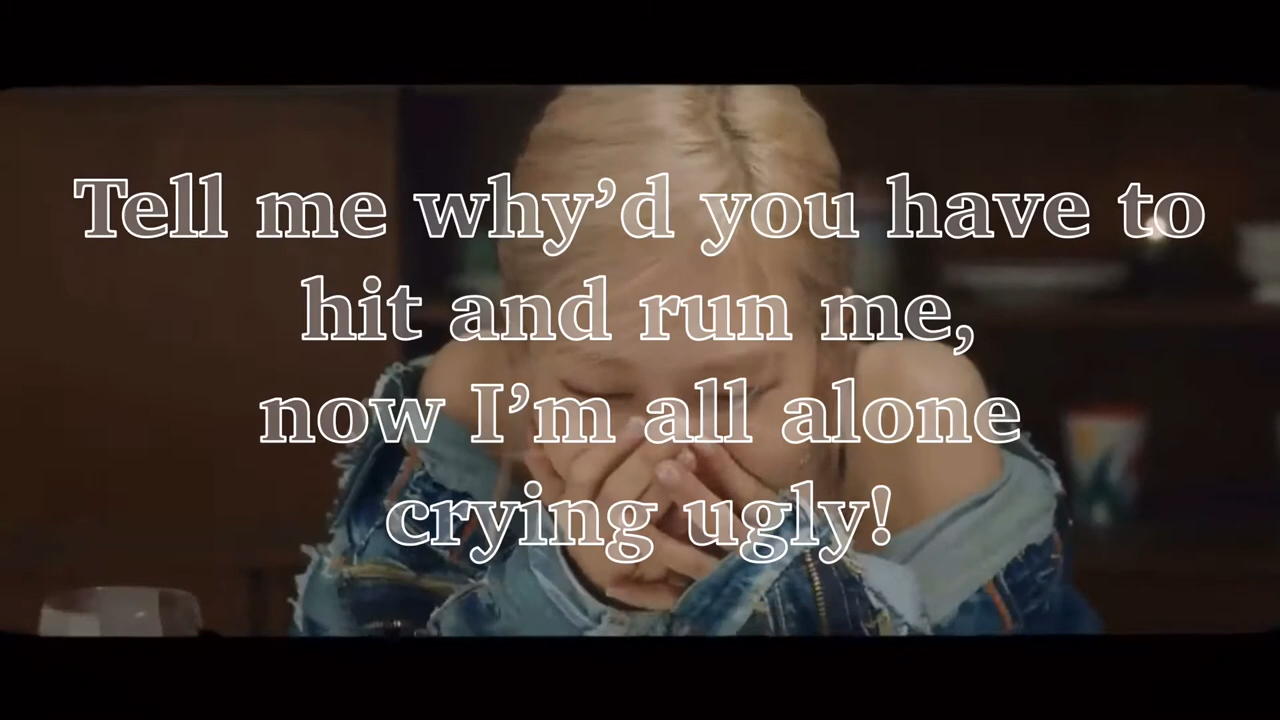 Tell me why’d you have to
hit and run me,
now I’m all alone
crying ugly!